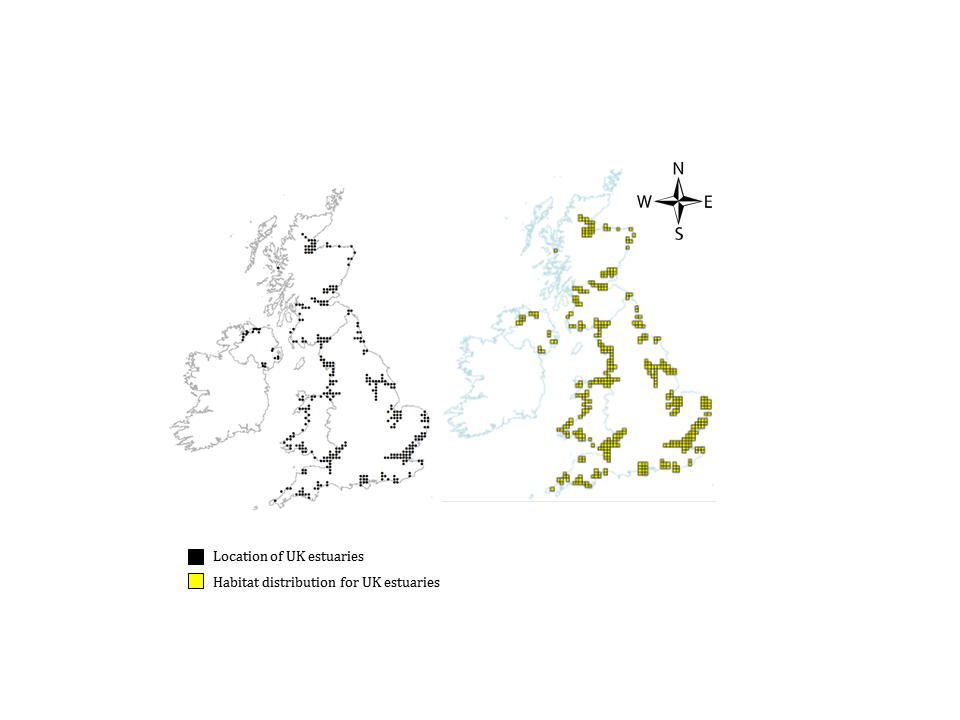 N
W E
S
Location of UK estuaries
Habitat distribution for UK estuaries